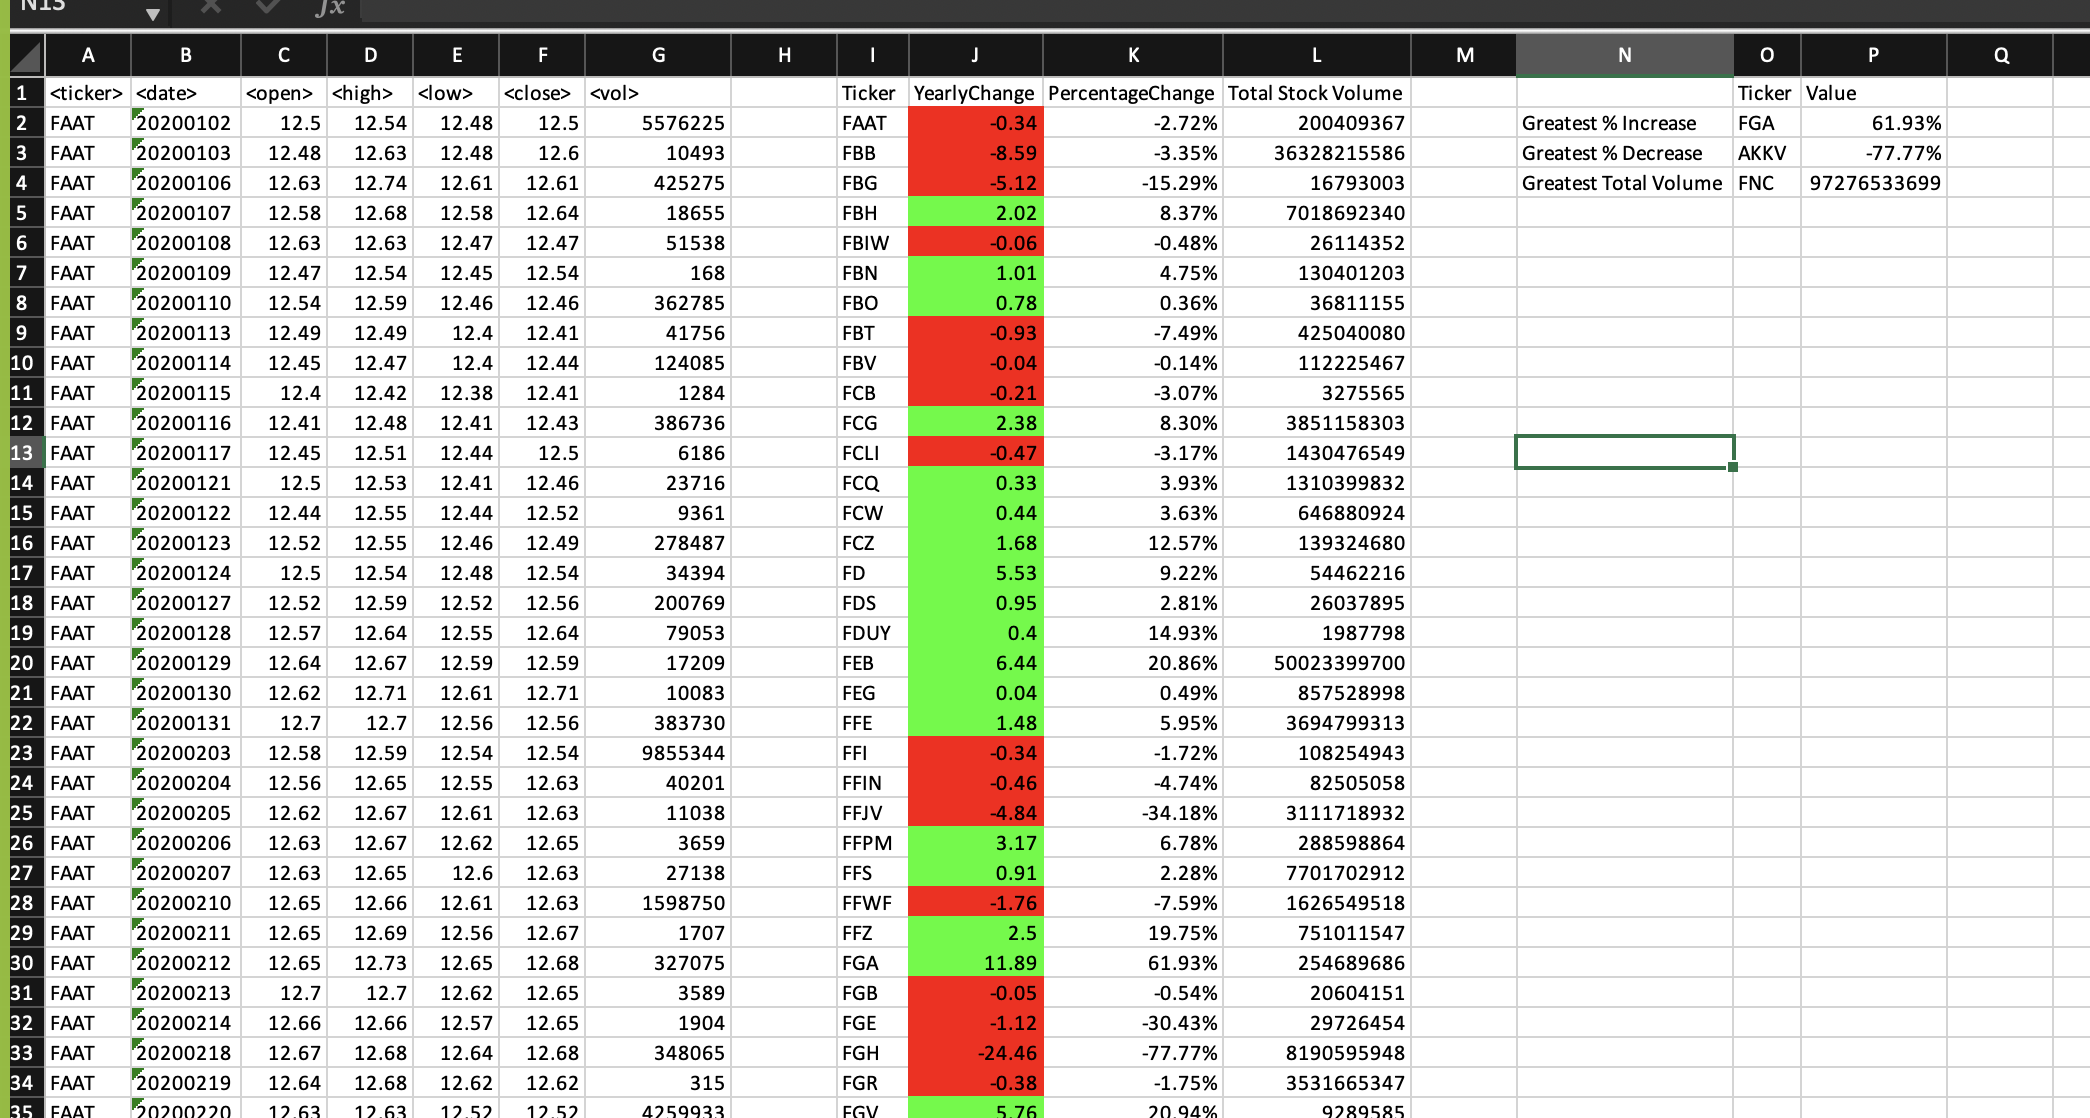 N13 fx
A B C D E F G H I J K L M N O P Q
1 <ticker> <date> <open> <high> <low> <close> <vol> Ticker YearlyChange PercentageChange Total Stock Volume Ticker Value
2 FAAT 20200102 12.5 12.54 12.48 12.5 5576225 FAAT -0.34 -2.72% 200409367 Greatest % Increase FGA 61.93%
3 FAAT 20200103 12.48 12.63 12.48 12.6 10493 FBB -8.59 -3.35% 36328215586 Greatest % Decrease AKKV -77.77%
4 FAAT 20200106 12.63 12.74 12.61 12.61 425275 FBG -5.12 -15.29% 16793003 Greatest Total Volume FNC 97276533699
5 FAAT 20200107 12.58 12.68 12.58 12.64 18655 FBH 2.02 8.37% 7018692340
6 FAAT 20200108 12.63 12.63 12.47 12.47 51538 FBIW -0.06 -0.48% 26114352
7 FAAT 20200109 12.47 12.54 12.45 12.54 168 FBN 1.01 4.75% 130401203
8 FAAT 20200110 12.54 12.59 12.46 12.46 362785 FBO 0.78 0.36% 36811155
9 FAAT 20200113 12.49 12.49 12.4 12.41 41756 FBT -0.93 -7.49% 425040080
10 FAAT 20200114 12.45 12.47 12.4 12.44 124085 FBV -0.04 -0.14% 112225467
11 FAAT 20200115 12.4 12.42 12.38 12.41 1284 FCB -0.21 -3.07% 3275565
12 FAAT 20200116 12.41 12.48 12.41 12.43 386736 FCG 2.38 8.30% 3851158303
13 FAAT 20200117 12.45 12.51 12.44 12.5 6186 FCLI -0.47 -3.17% 1430476549
14 FAAT 20200121 12.5 12.53 12.41 12.46 23716 FCQ 0.33 3.93% 1310399832
15 FAAT 20200122 12.44 12.55 12.44 12.52 9361 FCW 0.44 3.63% 646880924
16 FAAT 20200123 12.52 12.55 12.46 12.49 278487 FCZ 1.68 12.57% 139324680
17 FAAT 20200124 12.5 12.54 12.48 12.54 34394 FD 5.53 9.22% 54462216
18 FAAT 20200127 12.52 12.59 12.52 12.56 200769 FDS 0.95 2.81% 26037895
19 FAAT 20200128 12.57 12.64 12.55 12.64 79053 FDUY 0.4 14.93% 1987798
20 FAAT 20200129 12.64 12.67 12.59 12.59 17209 FEB 6.44 20.86% 50023399700
21 FAAT 20200130 12.62 12.71 12.61 12.71 10083 FEG 0.04 0.49% 857528998
22 FAAT 20200131 12.7 12.7 12.56 12.56 383730 FFE 1.48 5.95% 3694799313
23 FAAT 20200203 12.58 12.59 12.54 12.54 9855344 FFI -0.34 -1.72% 108254943
24 FAAT 20200204 12.56 12.65 12.55 12.63 40201 FFIN -0.46 -4.74% 82505058
25 FAAT 20200205 12.62 12.67 12.61 12.63 11038 FFJV -4.84 -34.18% 3111718932
26 FAAT 20200206 12.63 12.67 12.62 12.65 3659 FFPM 3.17 6.78% 288598864
27 FAAT 20200207 12.63 12.65 12.6 12.63 27138 FFS 0.91 2.28% 7701702912
28 FAAT 20200210 12.65 12.66 12.61 12.63 1598750 FFWF -1.76 -7.59% 1626549518
29 FAAT 20200211 12.65 12.69 12.56 12.67 1707 FFZ 2.5 19.75% 751011547
30 FAAT 20200212 12.65 12.73 12.65 12.68 327075 FGA 11.89 61.93% 254689686
31 FAAT 20200213 12.7 12.7 12.62 12.65 3589 FGB -0.05 -0.54% 20604151
32 FAAT 20200214 12.66 12.66 12.57 12.65 1904 FGE -1.12 -30.43% 29726454
33 FAAT 20200218 12.67 12.68 12.64 12.68 348065 FGH -24.46 -77.77% 8190595948
34 FAAT 20200219 12.64 12.68 12.62 12.62 315 FGR -0.38 -1.75% 3531665347
35 FAAT 20200220 12.63 12.63 12.52 12.52 4259933 FGV 5.76 20.94% 9289585